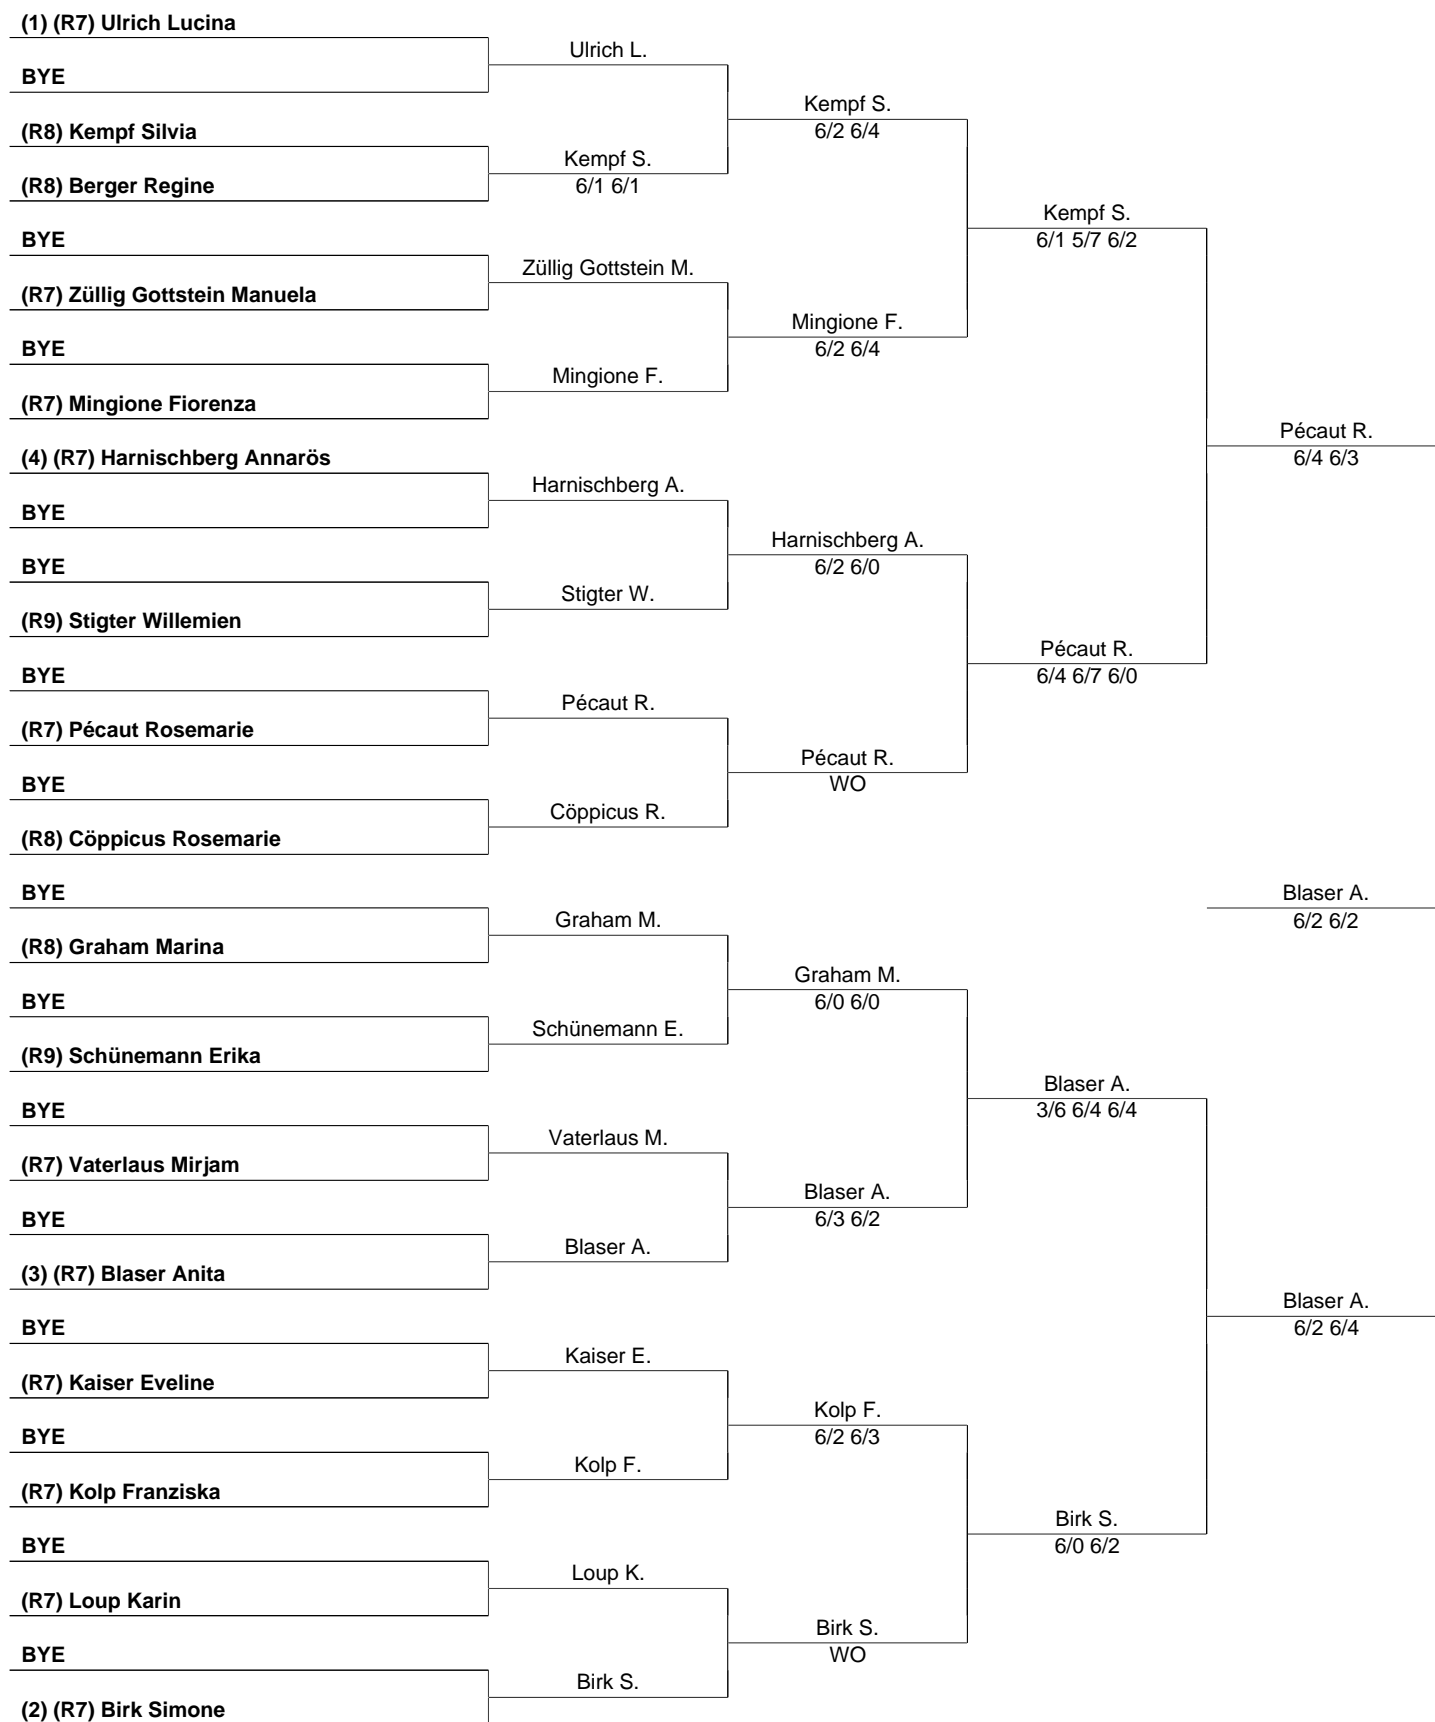 (1) (R7) Ulrich Lucina
BYE
(R8) Kempf Silvia
(R8) Berger Regine
BYE
(R7) Züllig Gottstein Manuela
BYE
(R7) Mingione Fiorenza
(4) (R7) Harnischberg Annarös
BYE
BYE
(R9) Stigter Willemien
BYE
(R7) Pécaut Rosemarie
BYE
(R8) Cöppicus Rosemarie
BYE
(R8) Graham Marina
BYE
(R9) Schünemann Erika
BYE
(R7) Vaterlaus Mirjam
BYE
(3) (R7) Blaser Anita
BYE
(R7) Kaiser Eveline
BYE
(R7) Kolp Franziska
BYE
(R7) Loup Karin
BYE
(2) (R7) Birk Simone
Ulrich L.
Kempf S.
6/1 6/1
Züllig Gottstein M.
Mingione F.
Harnischberg A.
Stigter W.
Pécaut R.
Cöppicus R.
Graham M.
Schünemann E.
Vaterlaus M.
Blaser A.
Kaiser E.
Kolp F.
Loup K.
Birk S.
Kempf S.
6/2 6/4
Mingione F.
6/2 6/4
Harnischberg A.
6/2 6/0
Pécaut R.
WO
Graham M.
6/0 6/0
Blaser A.
6/3 6/2
Kolp F.
6/2 6/3
Birk S.
WO
Kempf S.
6/1 5/7 6/2
Pécaut R.
6/4 6/7 6/0
Blaser A.
3/6 6/4 6/4
Birk S.
6/0 6/2
Pécaut R.
6/4 6/3
Blaser A.
6/2 6/2
Blaser A.
6/2 6/4